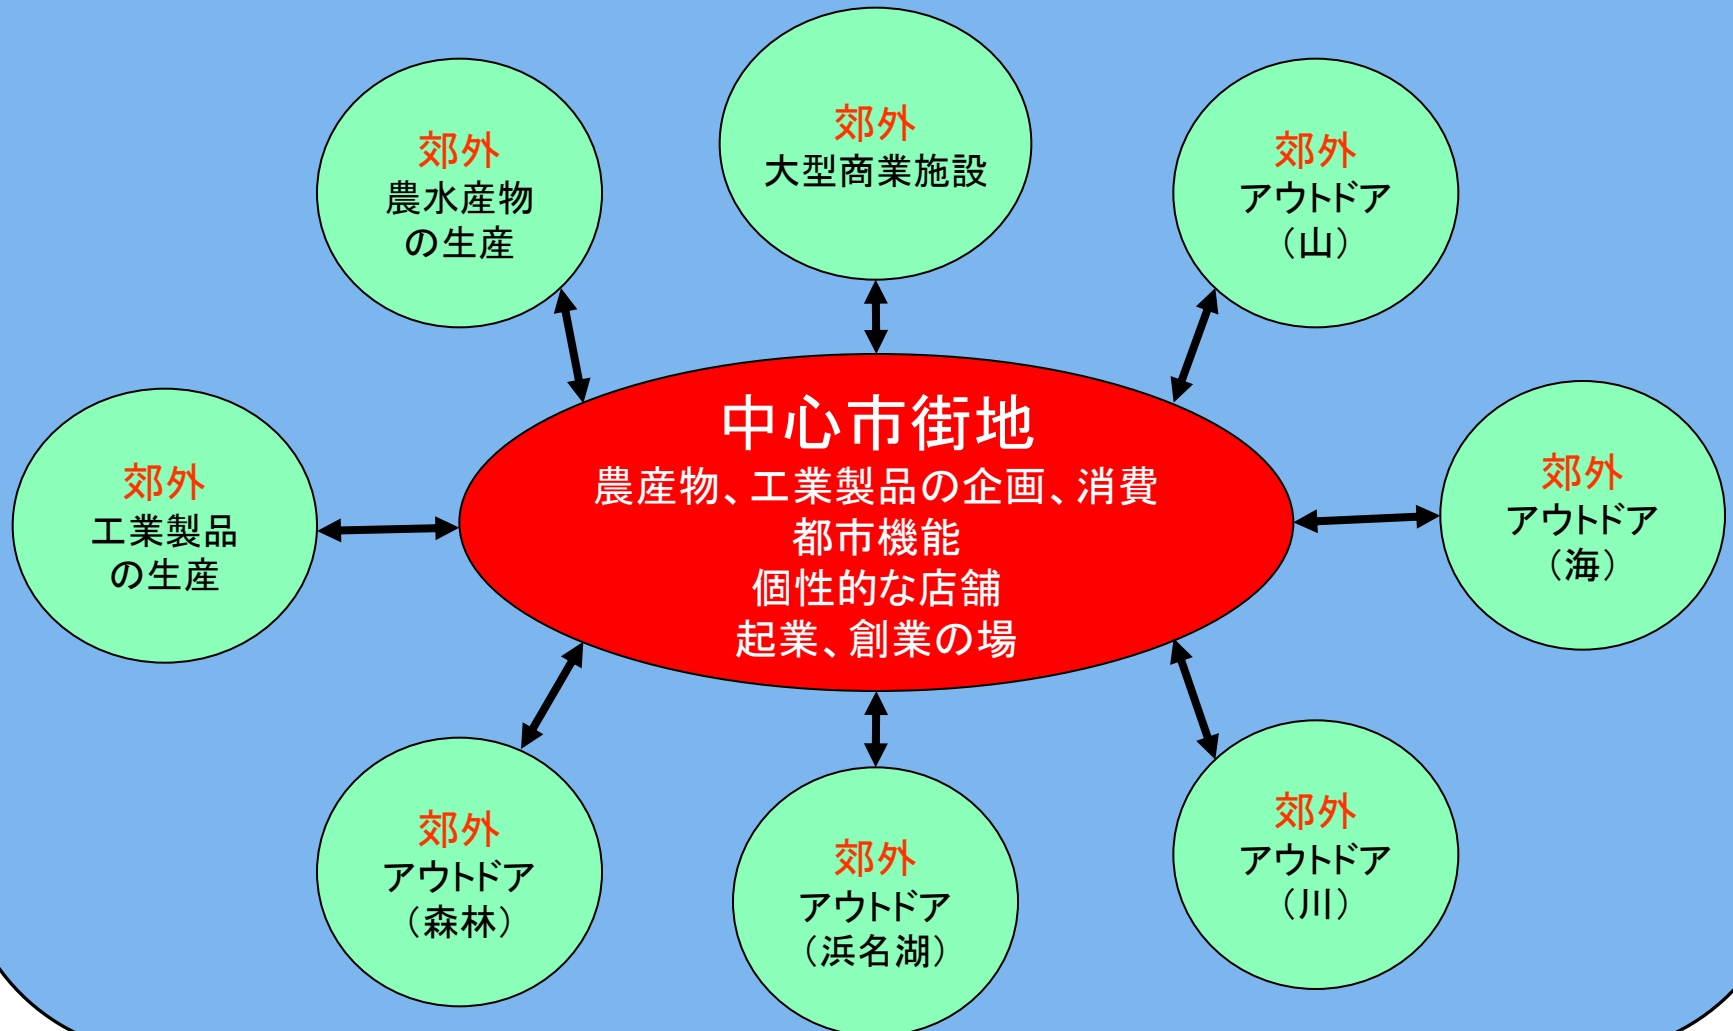 郊外
大型商業施設
郊外
農水産物
の生産
郊外
アウトドア
（山）
中心市街地
農産物、工業製品の企画、消費
都市機能
個性的な店舗
起業、創業の場
郊外
工業製品
の生産
郊外
アウトドア
（海）
郊外
アウトドア
（森林）
郊外
アウトドア
（浜名湖）
郊外
アウトドア
（川）